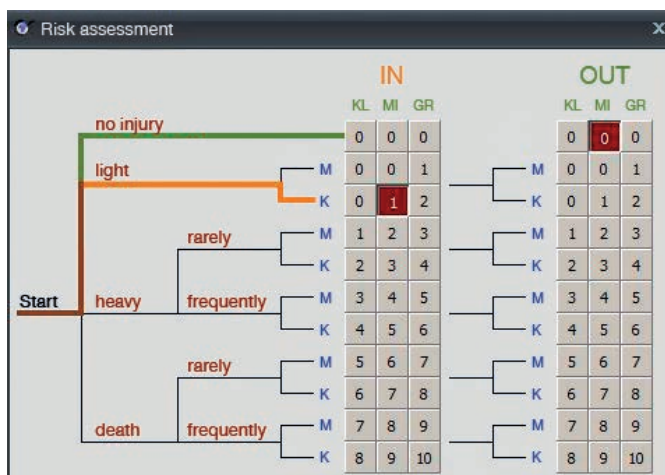 Risk assessment x
IN OUT
KL MI GR KL MI GR
no injury 0 0 0 0 0 0
light M 0 0 1 M 0 0 1
K 0 1 2 K 0 1 2
rarely M 1 2 3 M 1 2 3
K 2 3 4 K 2 3 4
Start heavy frequently M 3 4 5 M 3 4 5
K 4 5 6 K 4 5 6
rarely M 5 6 7 M 5 6 7
K 6 7 8 K 6 7 8
death frequently M 7 8 9 M 7 8 9
K 8 9 10 K 8 9 10